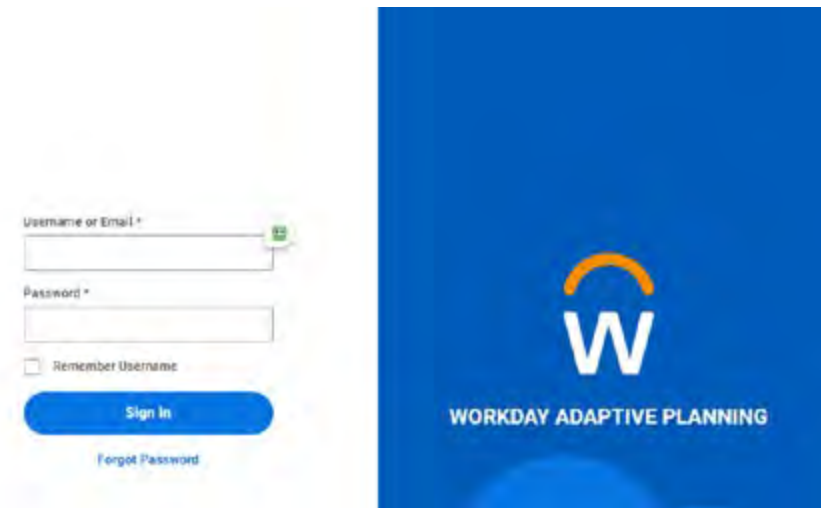 Username or Email *
Password *
Remember Username
Sign In
Forgot Password
W
WORKDAY ADAPTIVE PLANNING